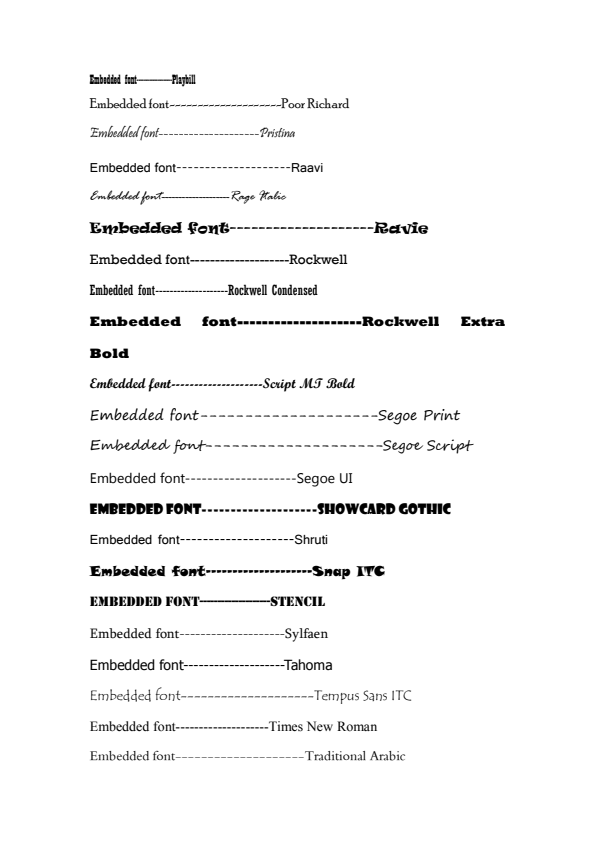 Embedded font--------------------Playbill
Embedded font--------------------Poor Richard
Embedded font--------------------Pristina
Embedded font--------------------Raavi
Embedded font--------------------Rage Italic
Embedded font--------------------Ravie
Embedded font--------------------Rockwell
Embedded font--------------------Rockwell Condensed
Embedded font--------------------Rockwell Extra
Bold
Embedded font--------------------Script MT Bold
Embedded font--------------------Segoe Print
Embedded font--------------------Segoe Script
Embedded font--------------------Segoe UI
EMBEDDED FONT--------------------SHOWCARD GOTHIC
Embedded font--------------------Shruti
Embedded font--------------------Snap ITC
EMBEDDED FONT--------------------STENCIL
Embedded font--------------------Sylfaen
Embedded font--------------------Tahoma
Embedded font--------------------Tempus Sans ITC
Embedded font--------------------Times New Roman
Embedded font--------------------Traditional Arabic